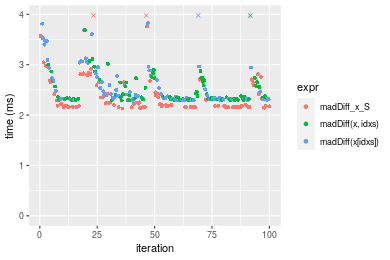 4
3
2
1
0
time (ms)
0
25
50
75
100
iteration
expr
madDiff_x_S
madDiff(x, idxs)
madDiff(x[idxs])